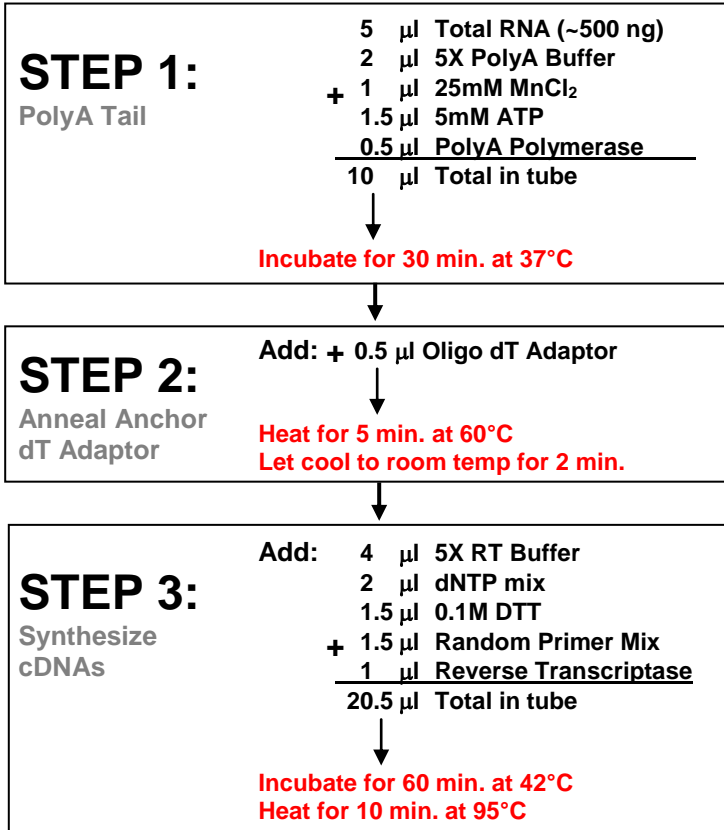 STEP 1:
PolyA Tail
5 µl Total RNA (~500 ng)
2 µl 5X PolyA Buffer
+ 1 µl 25mM MnCl₂
1.5 µl 5mM ATP
0.5 µl PolyA Polymerase
10 µl Total in tube
Incubate for 30 min. at 37°C
STEP 2:
Anneal Anchor
dT Adaptor
Add: + 0.5 µl Oligo dT Adaptor
Heat for 5 min. at 60°C
Let cool to room temp for 2 min.
STEP 3:
Synthesize
cDNAs
Add: 4 µl 5X RT Buffer
2 µl dNTP mix
1.5 µl 0.1M DTT
+ 1.5 µl Random Primer Mix
1 µl Reverse Transcriptase
20.5 µl Total in tube
Incubate for 60 min. at 42°C
Heat for 10 min. at 95°C